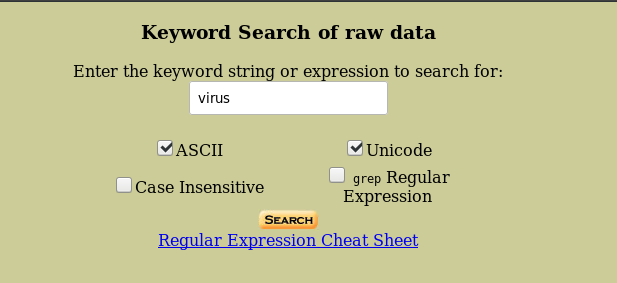 Keyword Search of raw data
Enter the keyword string or expression to search for:
virus
ASCII
Unicode
Case Insensitive
grep Regular
Expression
SEARCH
Regular Expression Cheat Sheet